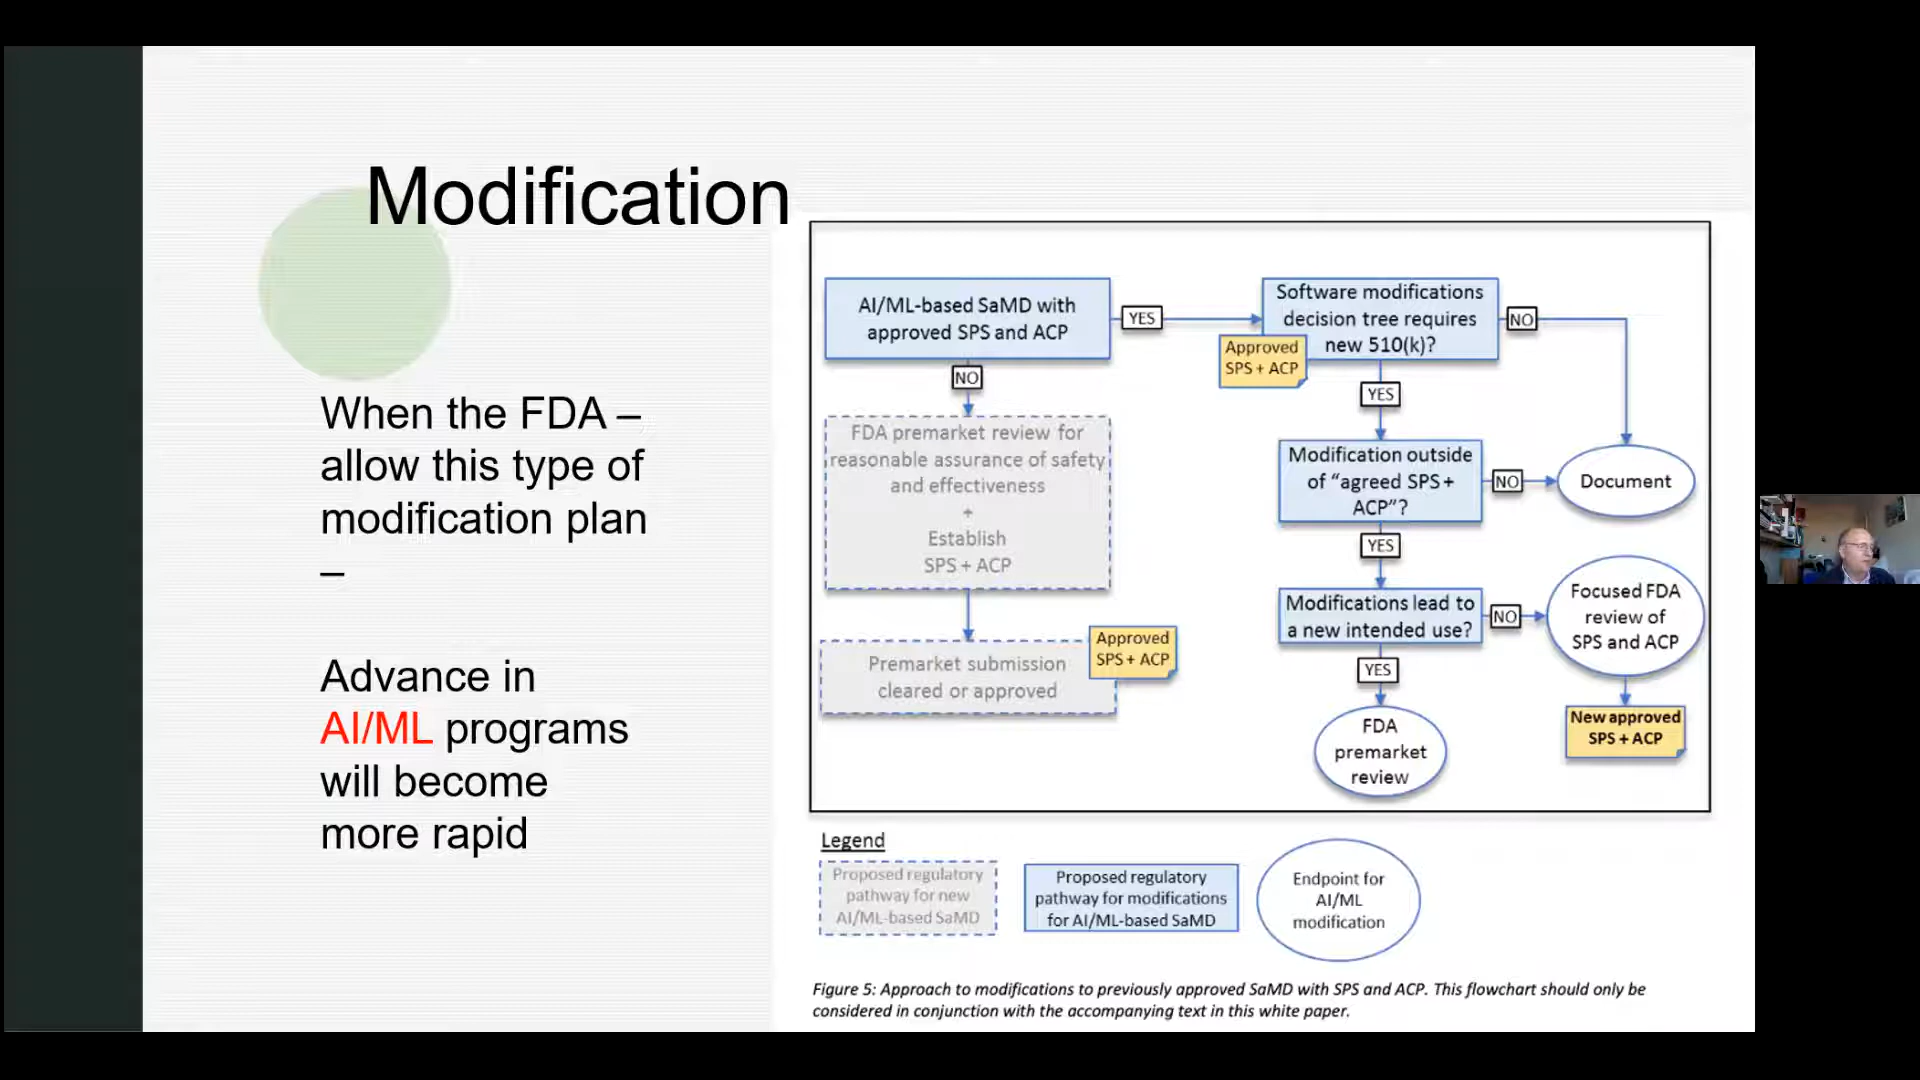 Modification
When the FDA –
allow this type of
modification plan
–
Advance in
AI/ML programs
will become
more rapid
AI/ML-based SaMD with
approved SPS and ACP
YES
Software modifications
decision tree requires
new 510(k)?
NO
Approved
SPS + ACP
NO
YES
FDA premarket review for
reasonable assurance of safety
and effectiveness
+
Establish
SPS + ACP
Modification outside
of “agreed SPS +
ACP”?
NO
Document
YES
Modifications lead to
a new intended use?
NO
Focused FDA
review of
SPS and ACP
Premarket submission
cleared or approved
Approved
SPS + ACP
YES
FDA
premarket
review
New approved
SPS + ACP
Legend
Proposed regulatory
pathway for new
AI/ML-based SaMD
Proposed regulatory
pathway for modifications
for AI/ML-based SaMD
Endpoint for
AI/ML
modification
Figure 5: Approach to modifications to previously approved SaMD with SPS and ACP. This flowchart should only be
considered in conjunction with the accompanying text in this white paper.